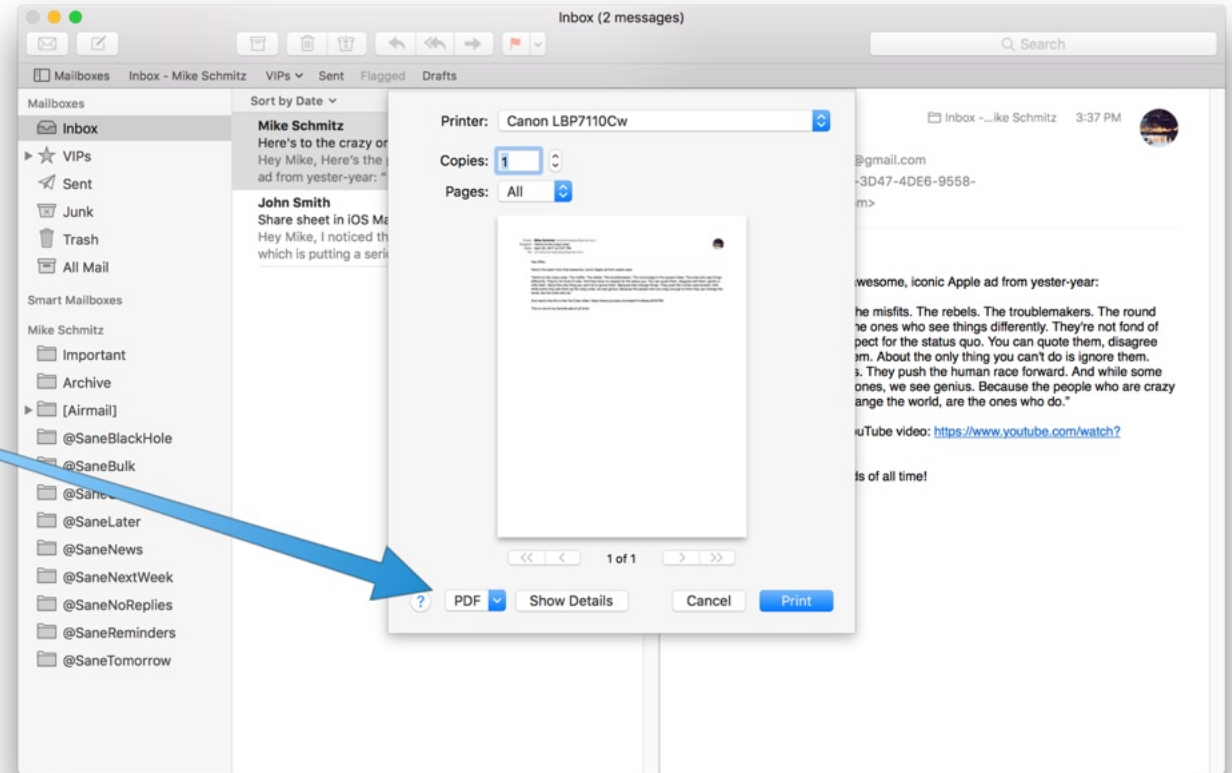 Inbox (2 messages)
Search
Mailboxes Inbox - Mike Schmitz VIPs Sent Flagged Drafts
Mailboxes
Inbox
VIPs
Sent
Junk
Trash
All Mail
Smart Mailboxes
Mike Schmitz
Important
Archive
[Airmail]
@SaneBlackHole
@SaneBulk
@SaneLater
@SaneNews
@SaneNextWeek
@SaneNoReplies
@SaneReminders
@SaneTomorrow
Sort by Date
Mike Schmitz
Here's to the crazy
Hey Mike, Here's the
ad from yester-year: "
John Smith
Share sheet in iOS
Hey Mike, I noticed
which is putting a
Printer: Canon LBP7110Cw
Copies: 1
Pages: All
1 of 1
? PDF Show Details Cancel Print
Inbox -...ike Schmitz 3:37 PM
@gmail.com
-3D47-4DE6-9558-
m>
awesome, iconic Apple ad from yester-year:
he misfits. The rebels. The troublemakers. The round
ones who see things differently. They're not fond of
pect for the status quo. You can quote them, disagree
em. About the only thing you can't do is ignore them.
s. They push the human race forward. And while some
ones, we see genius. Because the people who are crazy
ange the world, are the ones who do."
uTube video: https://www.youtube.com/watch?
ds of all time!